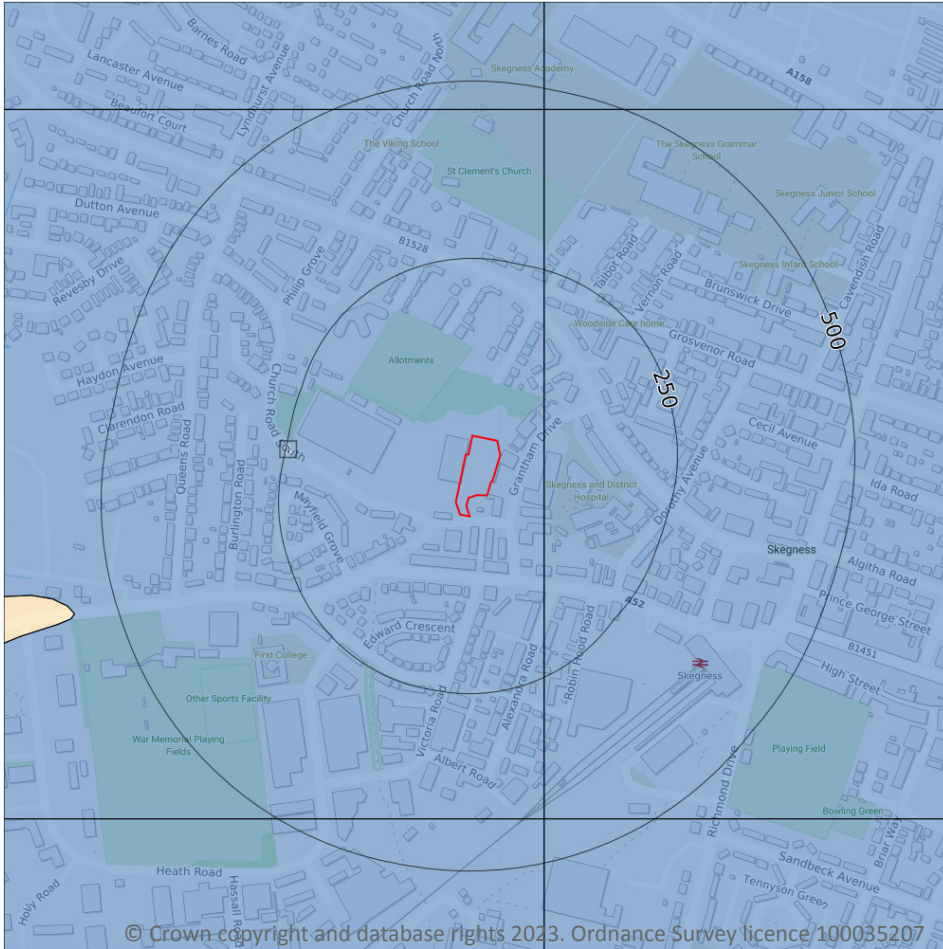 Barnes Road
A158
Lancaster Avenue
Skegness Academy
Church Road North
Lyndhurst Avenue
Beaufort Court
The Viking School
The Skegness Grammar
School
St Clement's Church
Skegness Junior School
Dutton Avenue
B1528
Talbot Road
Cavendish Road
Revesby Drive
Philip Grove
Vernon Road
Skegness Infant School
Brunswick Drive
Woodside Care home
500
Grosvenor Road
Allotments
Haydon Avenue
250
Church Road South
Clarendon Road
Cecil Avenue
Queens Road
Grantham Drive
Burlington Road
Skegness and District
Hospital
Ida Road
Dorothy Avenue
Mayfield Grove
Skegness
Algitha Road
A52
Prince George Street
Edward Crescent
Robin Hood Road
B1451
First College
High Street
Skegness
Alexandra Road
Other Sports Facility
Victoria Road
War Memorial Playing
Fields
Playing Field
Albert Road
Richmond Drive
Bowling Green
Briar Way
Heath Road
Sandbeck Avenue
Holly Road
Hassall Road
Tennyson Green
© Crown copyright and database rights 2023. Ordnance Survey licence 100035207